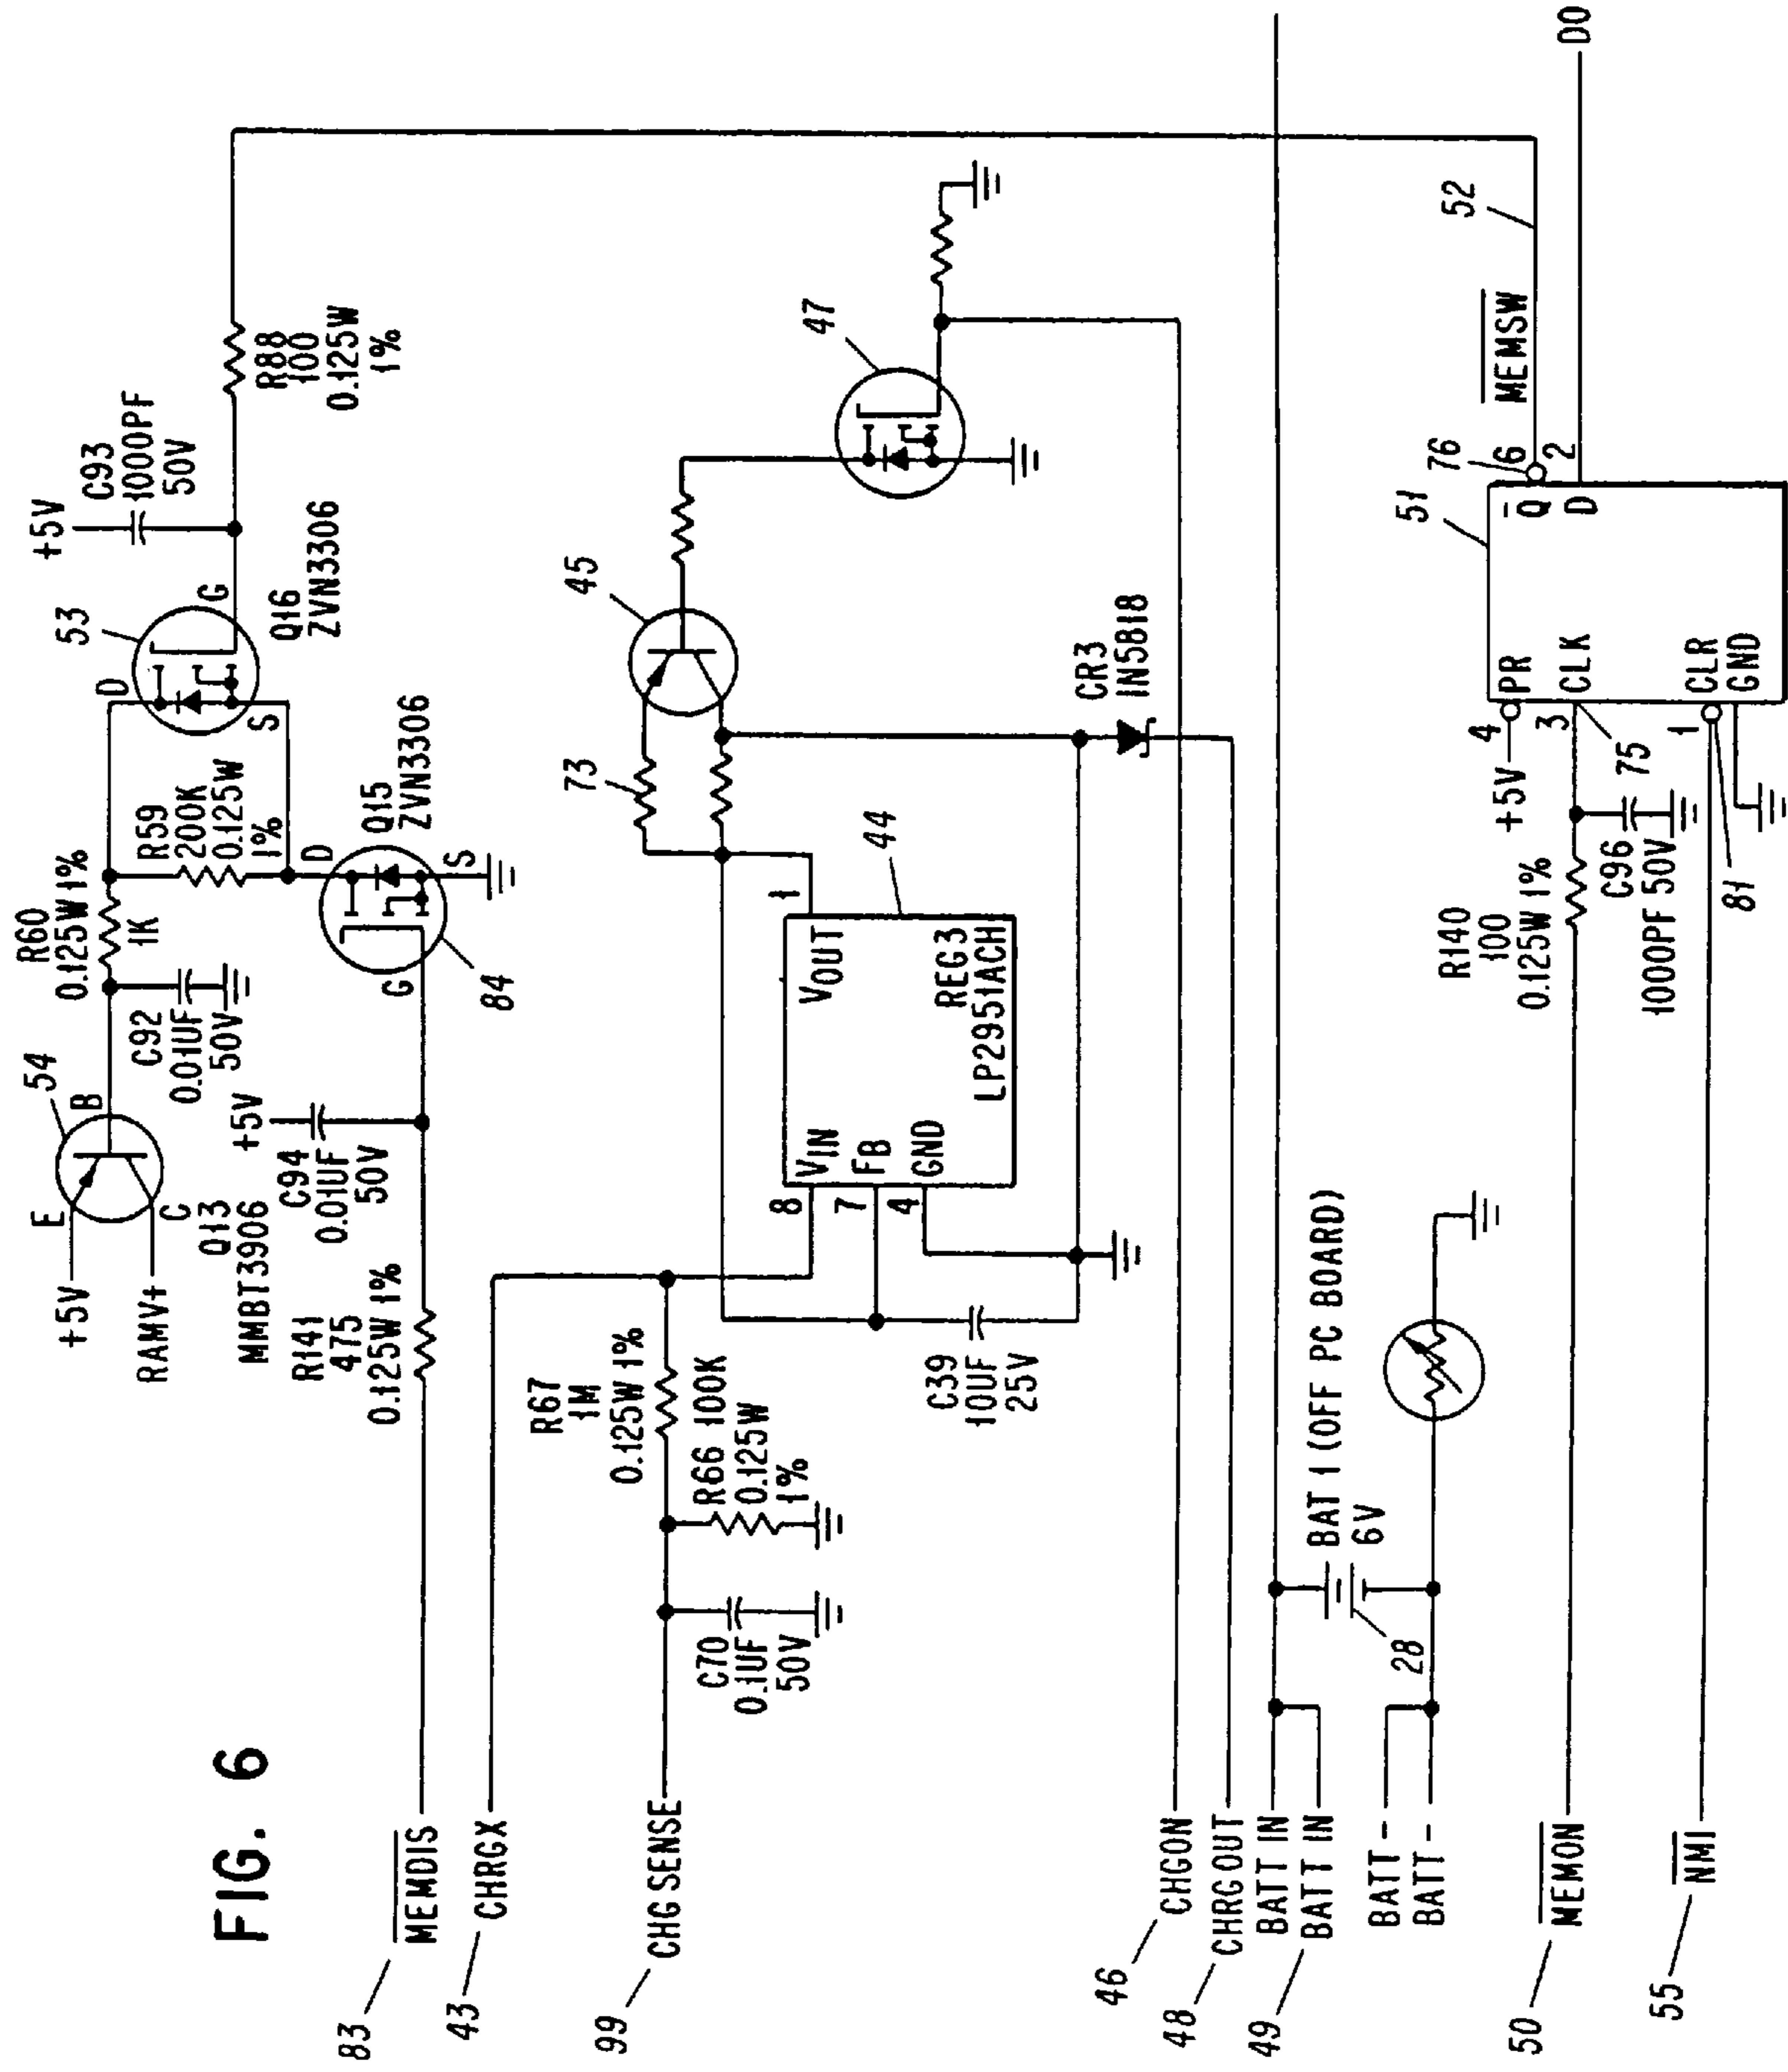 FIG. 6
+5V
C93
1000PF
50V
R88
100
0.125W
1%
53
D
G
S
Q16
ZVN3306
R60
0.125W 1%
1K
R59
200K
0.125W
1%
D
Q15
ZVN3306
S
G
84
54
E
B
C
+5V
RAMV+
Q13
MMBT3906
C92
0.01UF
50V
+5V
C94
0.01UF
50V
R141
475
0.125W 1%
83
MEMDIS
43
CHRGX
99
CHG SENSE
R67
1M
0.125W 1%
R66 100K
0.125W
1%
C70
0.1UF
50V
47
45
73
44
1
VOUT
REG3
LP2951ACH
VIN
FB
GND
8
7
4
C39
10UF
25V
CR3
IN5818
46
CHGON
48
CHRG OUT
BATT IN
49
BATT IN
BATT-
BATT-
BAT 1 (OFF PC BOARD)
6V
28
50
MEMON
55
NMI
52
MEMSW
DO
76
6
2
51
Q̄
D
PR
CLK
CLR
GND
+5V
4
3
75
1
81
R140
100
0.125W 1%
C96
1000PF 50V